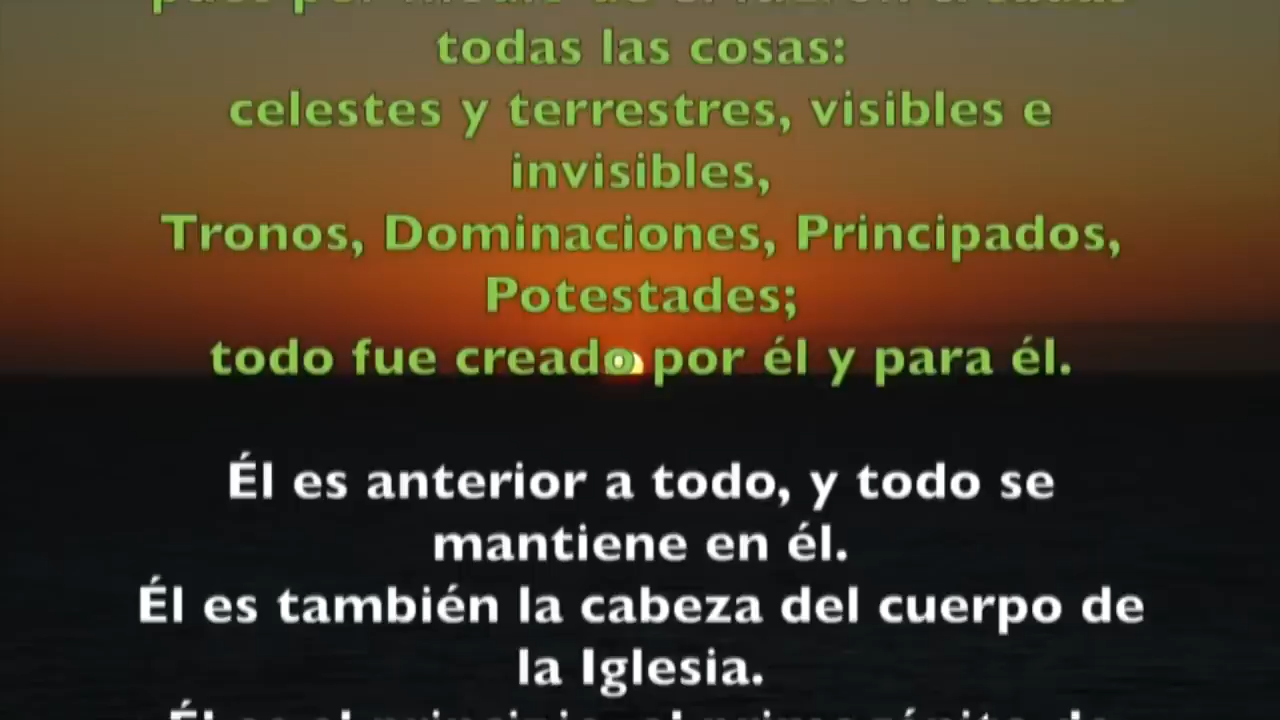 todas las cosas:
celestes y terrestres, visibles e
invisibles,
Tronos, Dominaciones, Principados,
Potestades;
todo fue creado por él y para él.
Él es anterior a todo, y todo se
mantiene en él.
Él es también la cabeza del cuerpo de
la Iglesia.